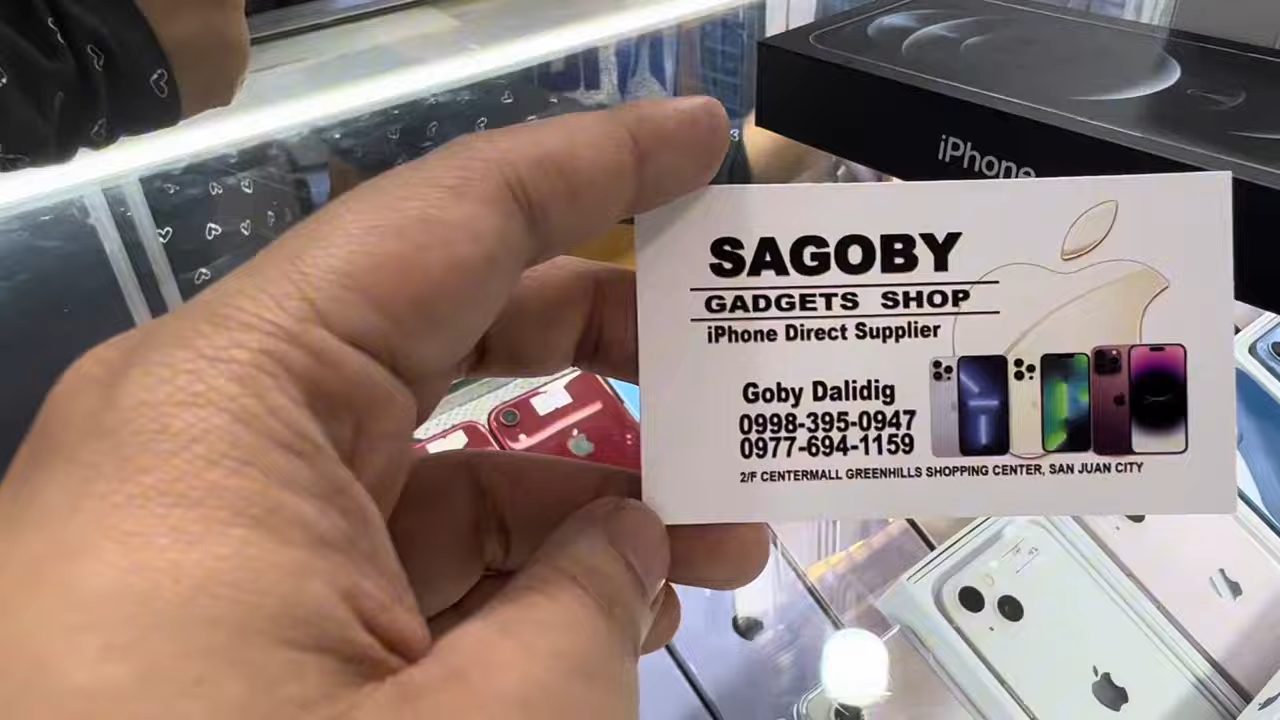 iPhone
SAGOBY
GADGETS SHOP
iPhone Direct Supplier
Goby Dalidig
0998-395-0947
0977-694-1159
2/F CENTERMALL GREENHILLS SHOPPING CENTER, SAN JUAN CITY